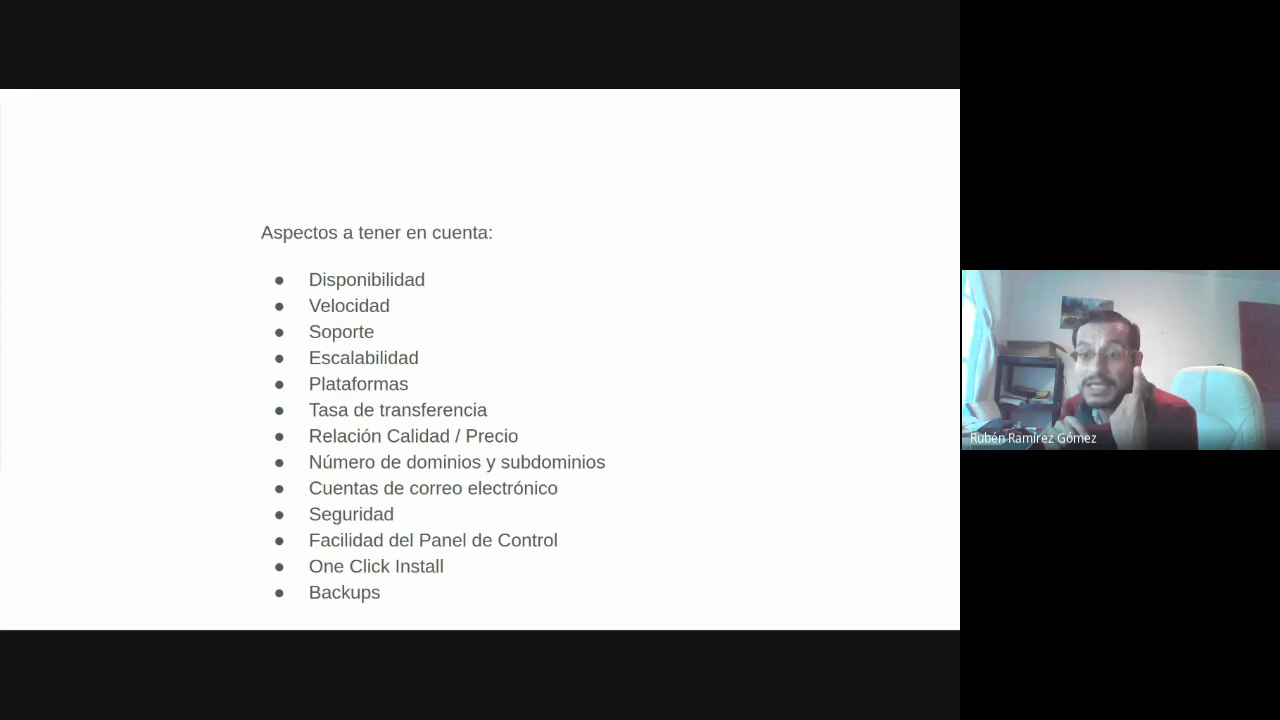 Aspectos a tener en cuenta:
● Disponibilidad
● Velocidad
● Soporte
● Escalabilidad
● Plataformas
● Tasa de transferencia
● Relación Calidad / Precio
● Número de dominios y subdominios
● Cuentas de correo electrónico
● Seguridad
● Facilidad del Panel de Control
● One Click Install
● Backups
Rubén Ramírez Gómez